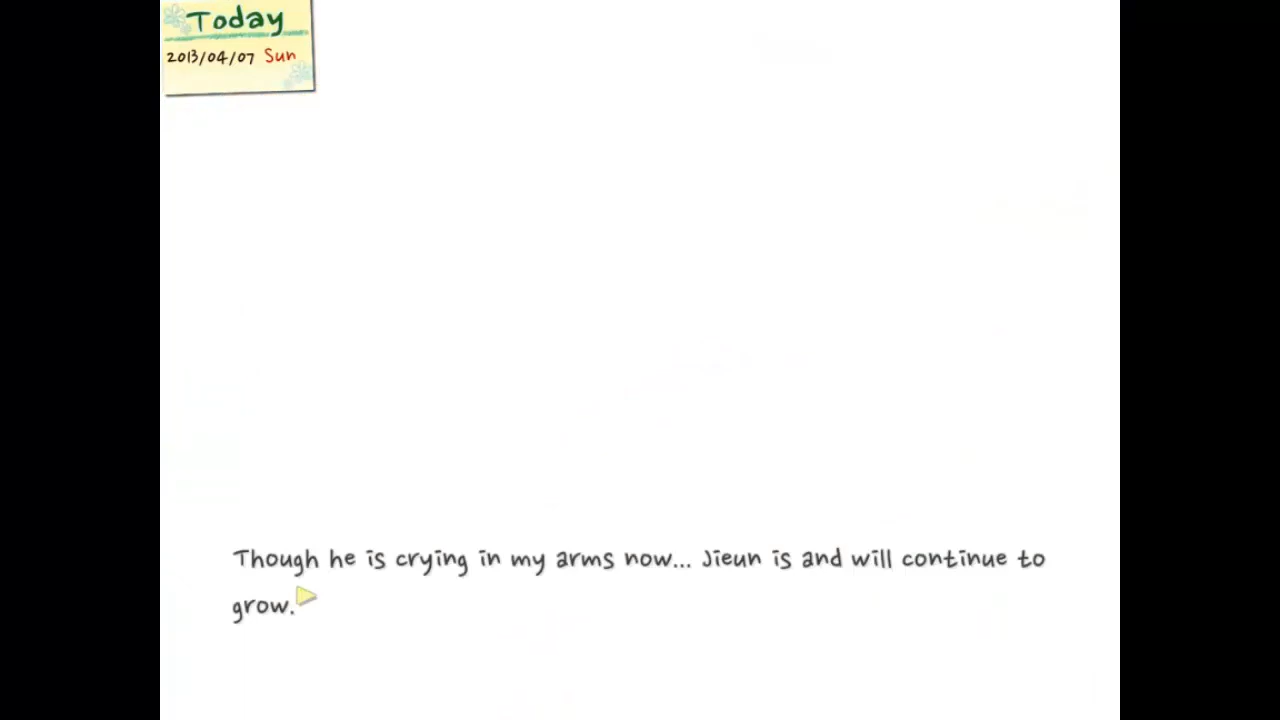 Today
2013/04/07 Sun
Though he is crying in my arms now... Jieun is and will continue to
grow.